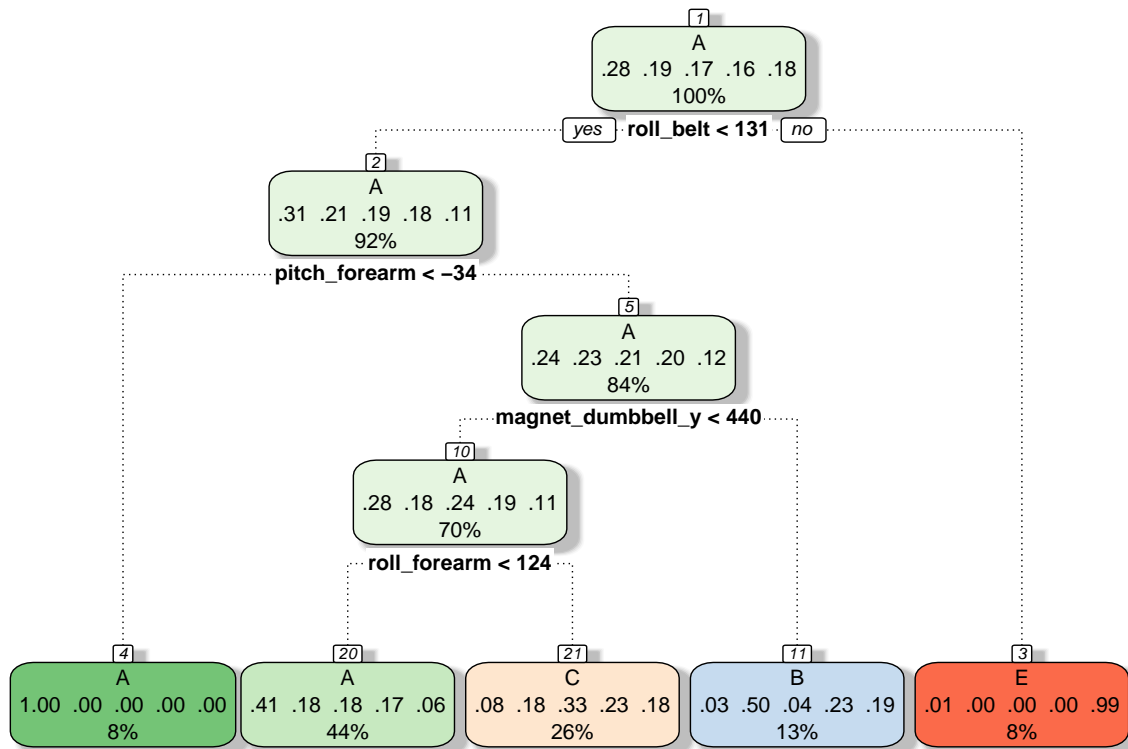 1
A
.28 .19 .17 .16 .18
100%
yes roll_belt < 131 no
2
A
.31 .21 .19 .18 .11
92%
pitch_forearm < −34
5
A
.24 .23 .21 .20 .12
84%
magnet_dumbbell_y < 440
10
A
.28 .18 .24 .19 .11
70%
roll_forearm < 124
4
A
1.00 .00 .00 .00 .00
8%
20
A
.41 .18 .18 .17 .06
44%
21
C
.08 .18 .33 .23 .18
26%
11
B
.03 .50 .04 .23 .19
13%
3
E
.01 .00 .00 .00 .99
8%